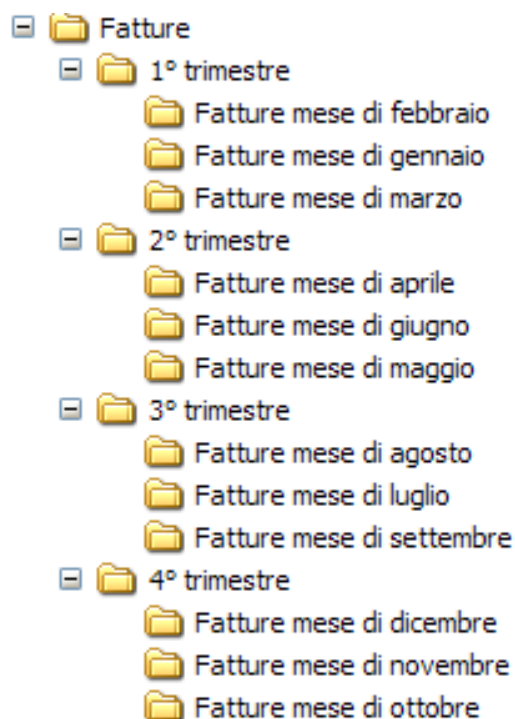 Fatture
1° trimestre
Fatture mese di febbraio
Fatture mese di gennaio
Fatture mese di marzo
2° trimestre
Fatture mese di aprile
Fatture mese di giugno
Fatture mese di maggio
3° trimestre
Fatture mese di agosto
Fatture mese di luglio
Fatture mese di settembre
4° trimestre
Fatture mese di dicembre
Fatture mese di novembre
Fatture mese di ottobre